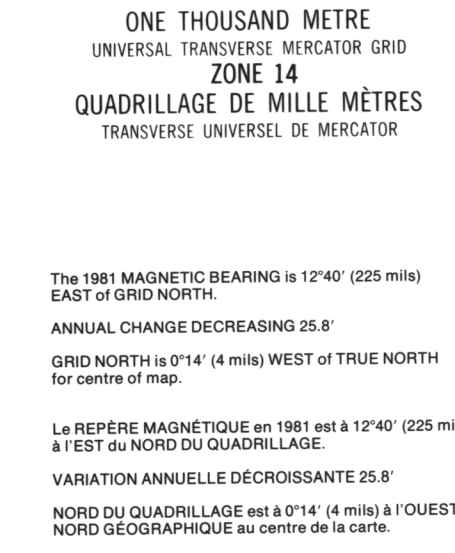 ONE THOUSAND METRE
UNIVERSAL TRANSVERSE MERCATOR GRID
ZONE 14
QUADRILLAGE DE MILLE MÈTRES
TRANSVERSE UNIVERSEL DE MERCATOR
The 1981 MAGNETIC BEARING is 12°40′ (225 mils)
EAST of GRID NORTH.
ANNUAL CHANGE DECREASING 25.8′
GRID NORTH is 0°14′ (4 mils) WEST of TRUE NORTH
for centre of map.
Le REPÈRE MAGNÉTIQUE en 1981 est à 12°40′ (225 mi
à l'EST du NORD DU QUADRILLAGE.
VARIATION ANNUELLE DÉCROISSANTE 25.8′
NORD DU QUADRILLAGE est à 0°14′ (4 mils) à l'OUEST
NORD GÉOGRAPHIQUE au centre de la carte.